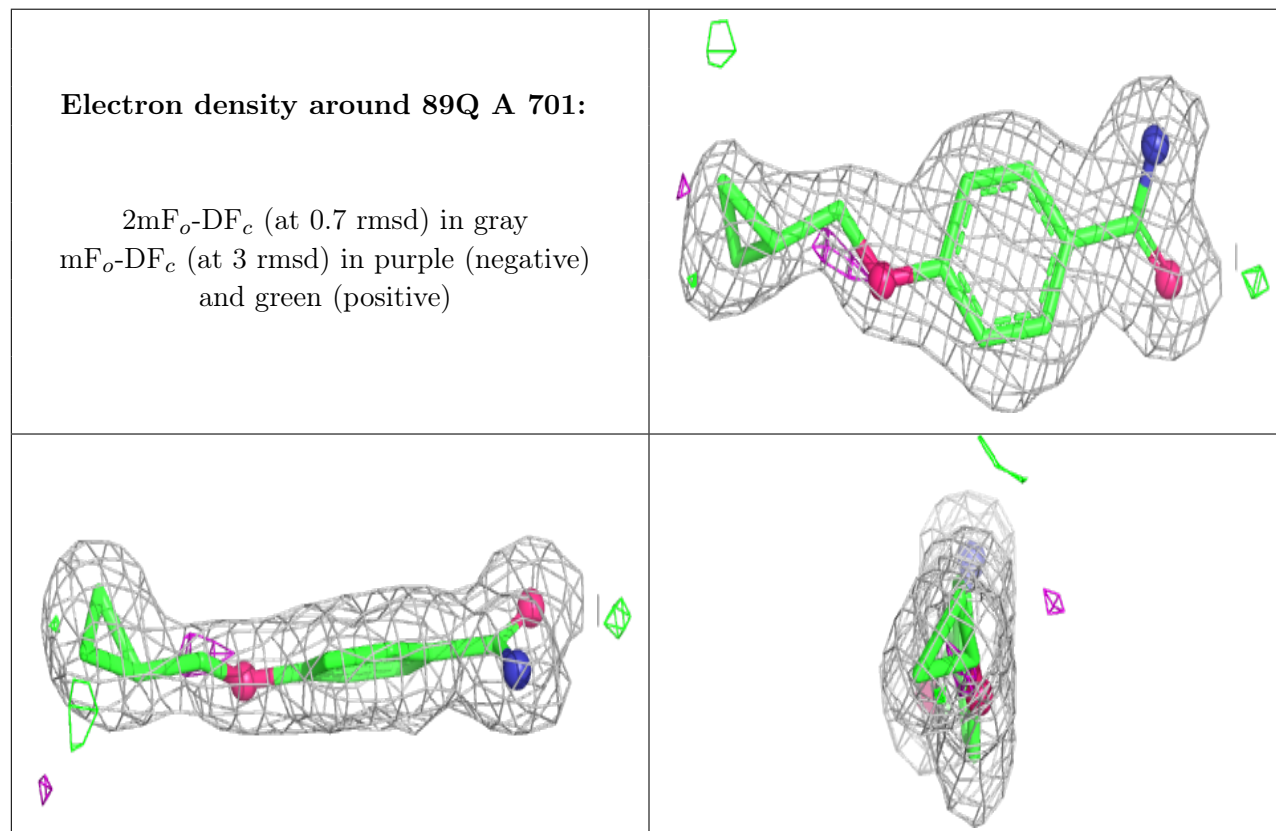 Electron density around 89Q A 701:
2mFo-DFc (at 0.7 rmsd) in gray
mFo-DFc (at 3 rmsd) in purple (negative)
and green (positive)